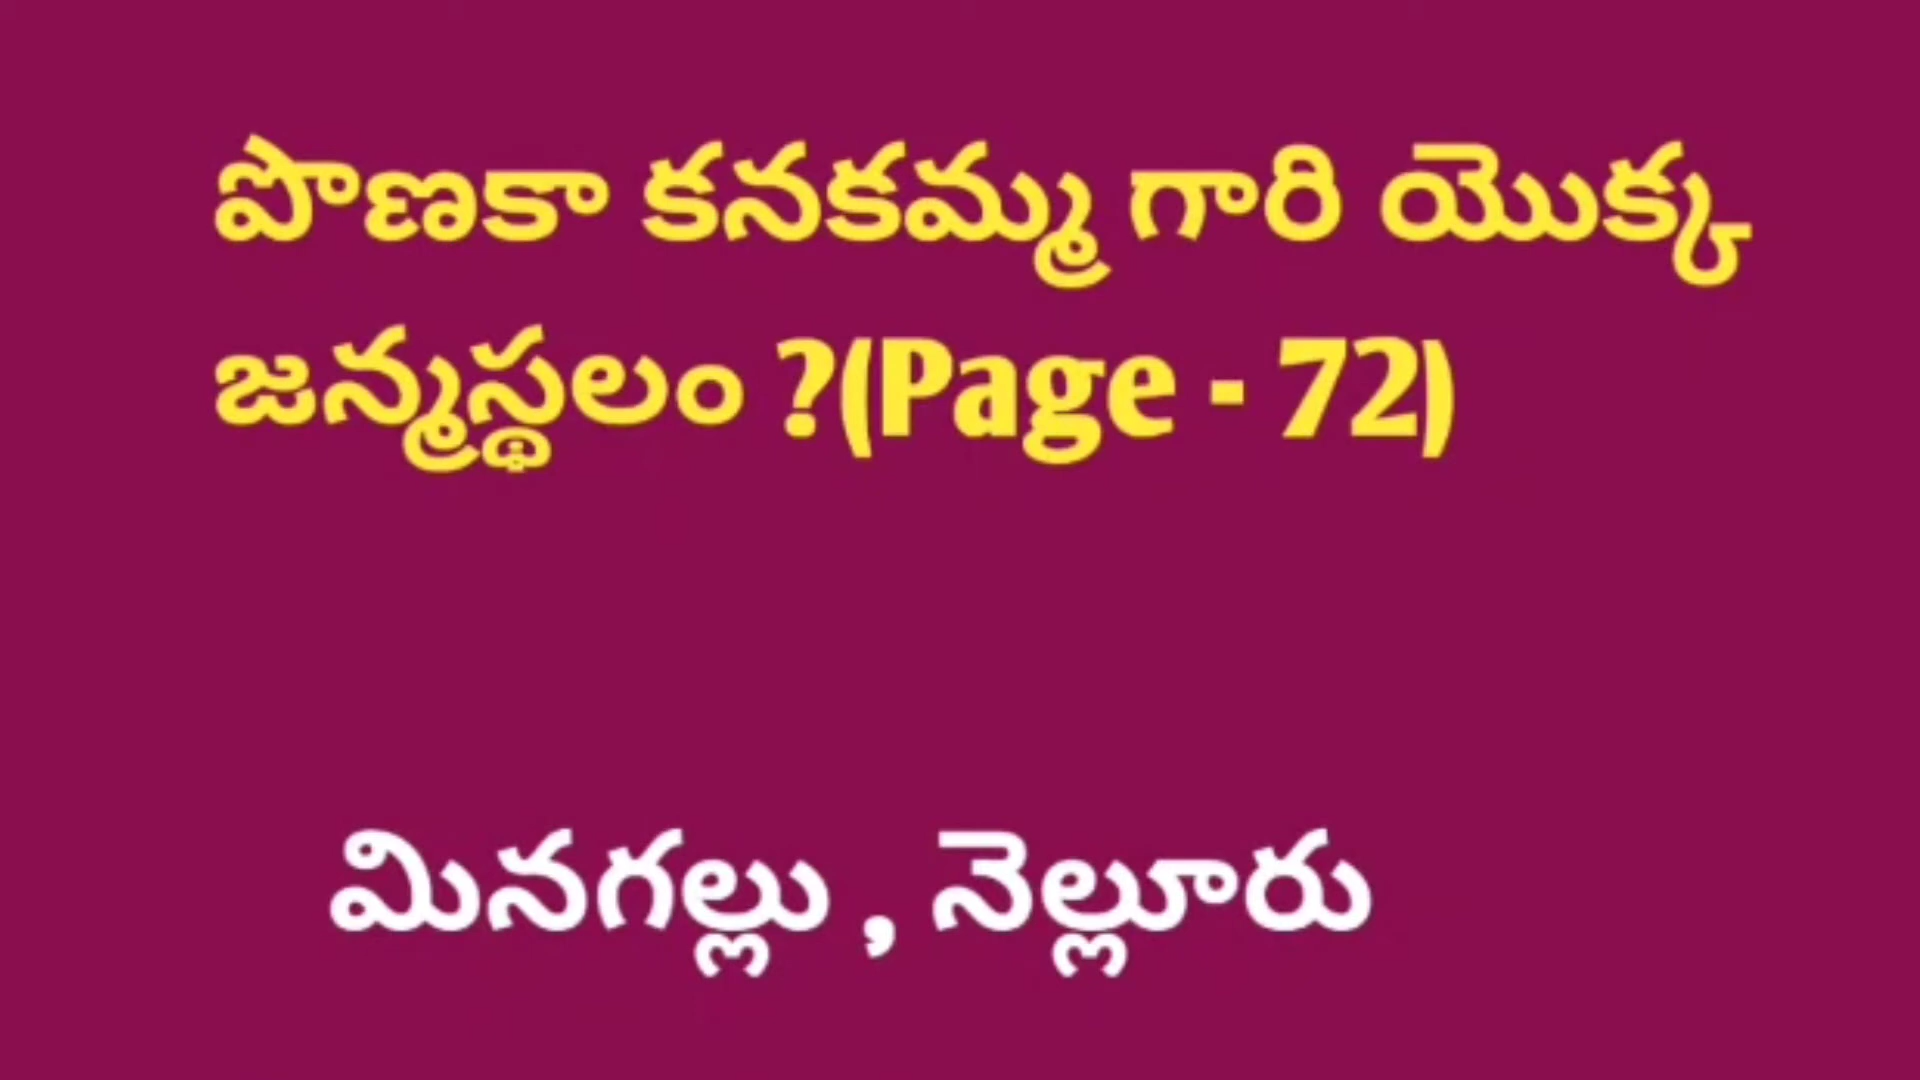 పొణకా కనకమ్మ గారి యొక్క
జన్మస్థలం ?(Page - 72)
మినగల్లు , నెల్లూరు